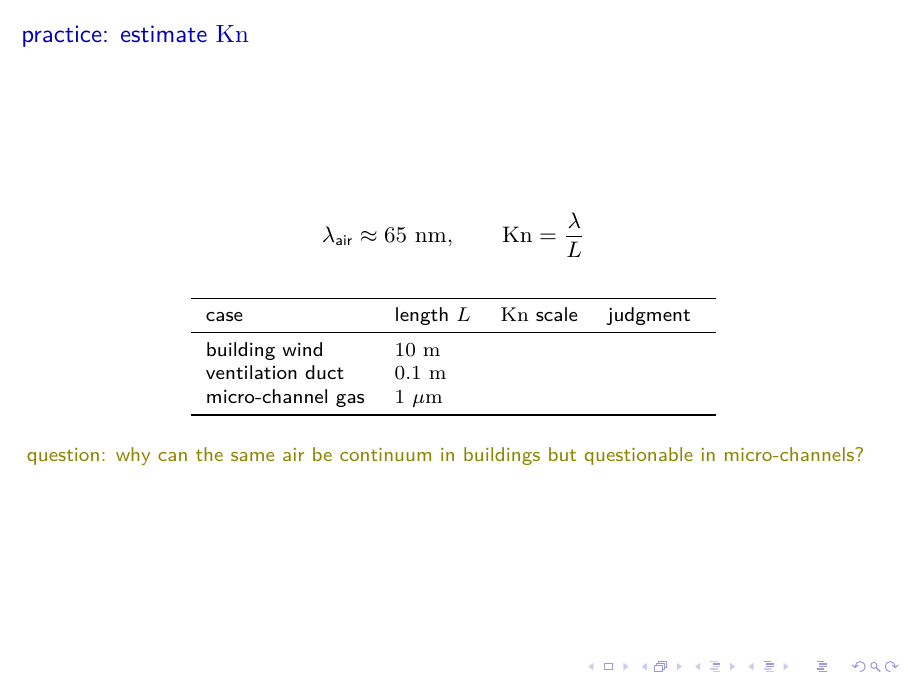 practice: estimate Kn
λair ≈ 65 nm, Kn = λ/L
case length L Kn scale judgment
building wind 10 m
ventilation duct 0.1 m
micro-channel gas 1 μm
question: why can the same air be continuum in buildings but questionable in micro-channels?